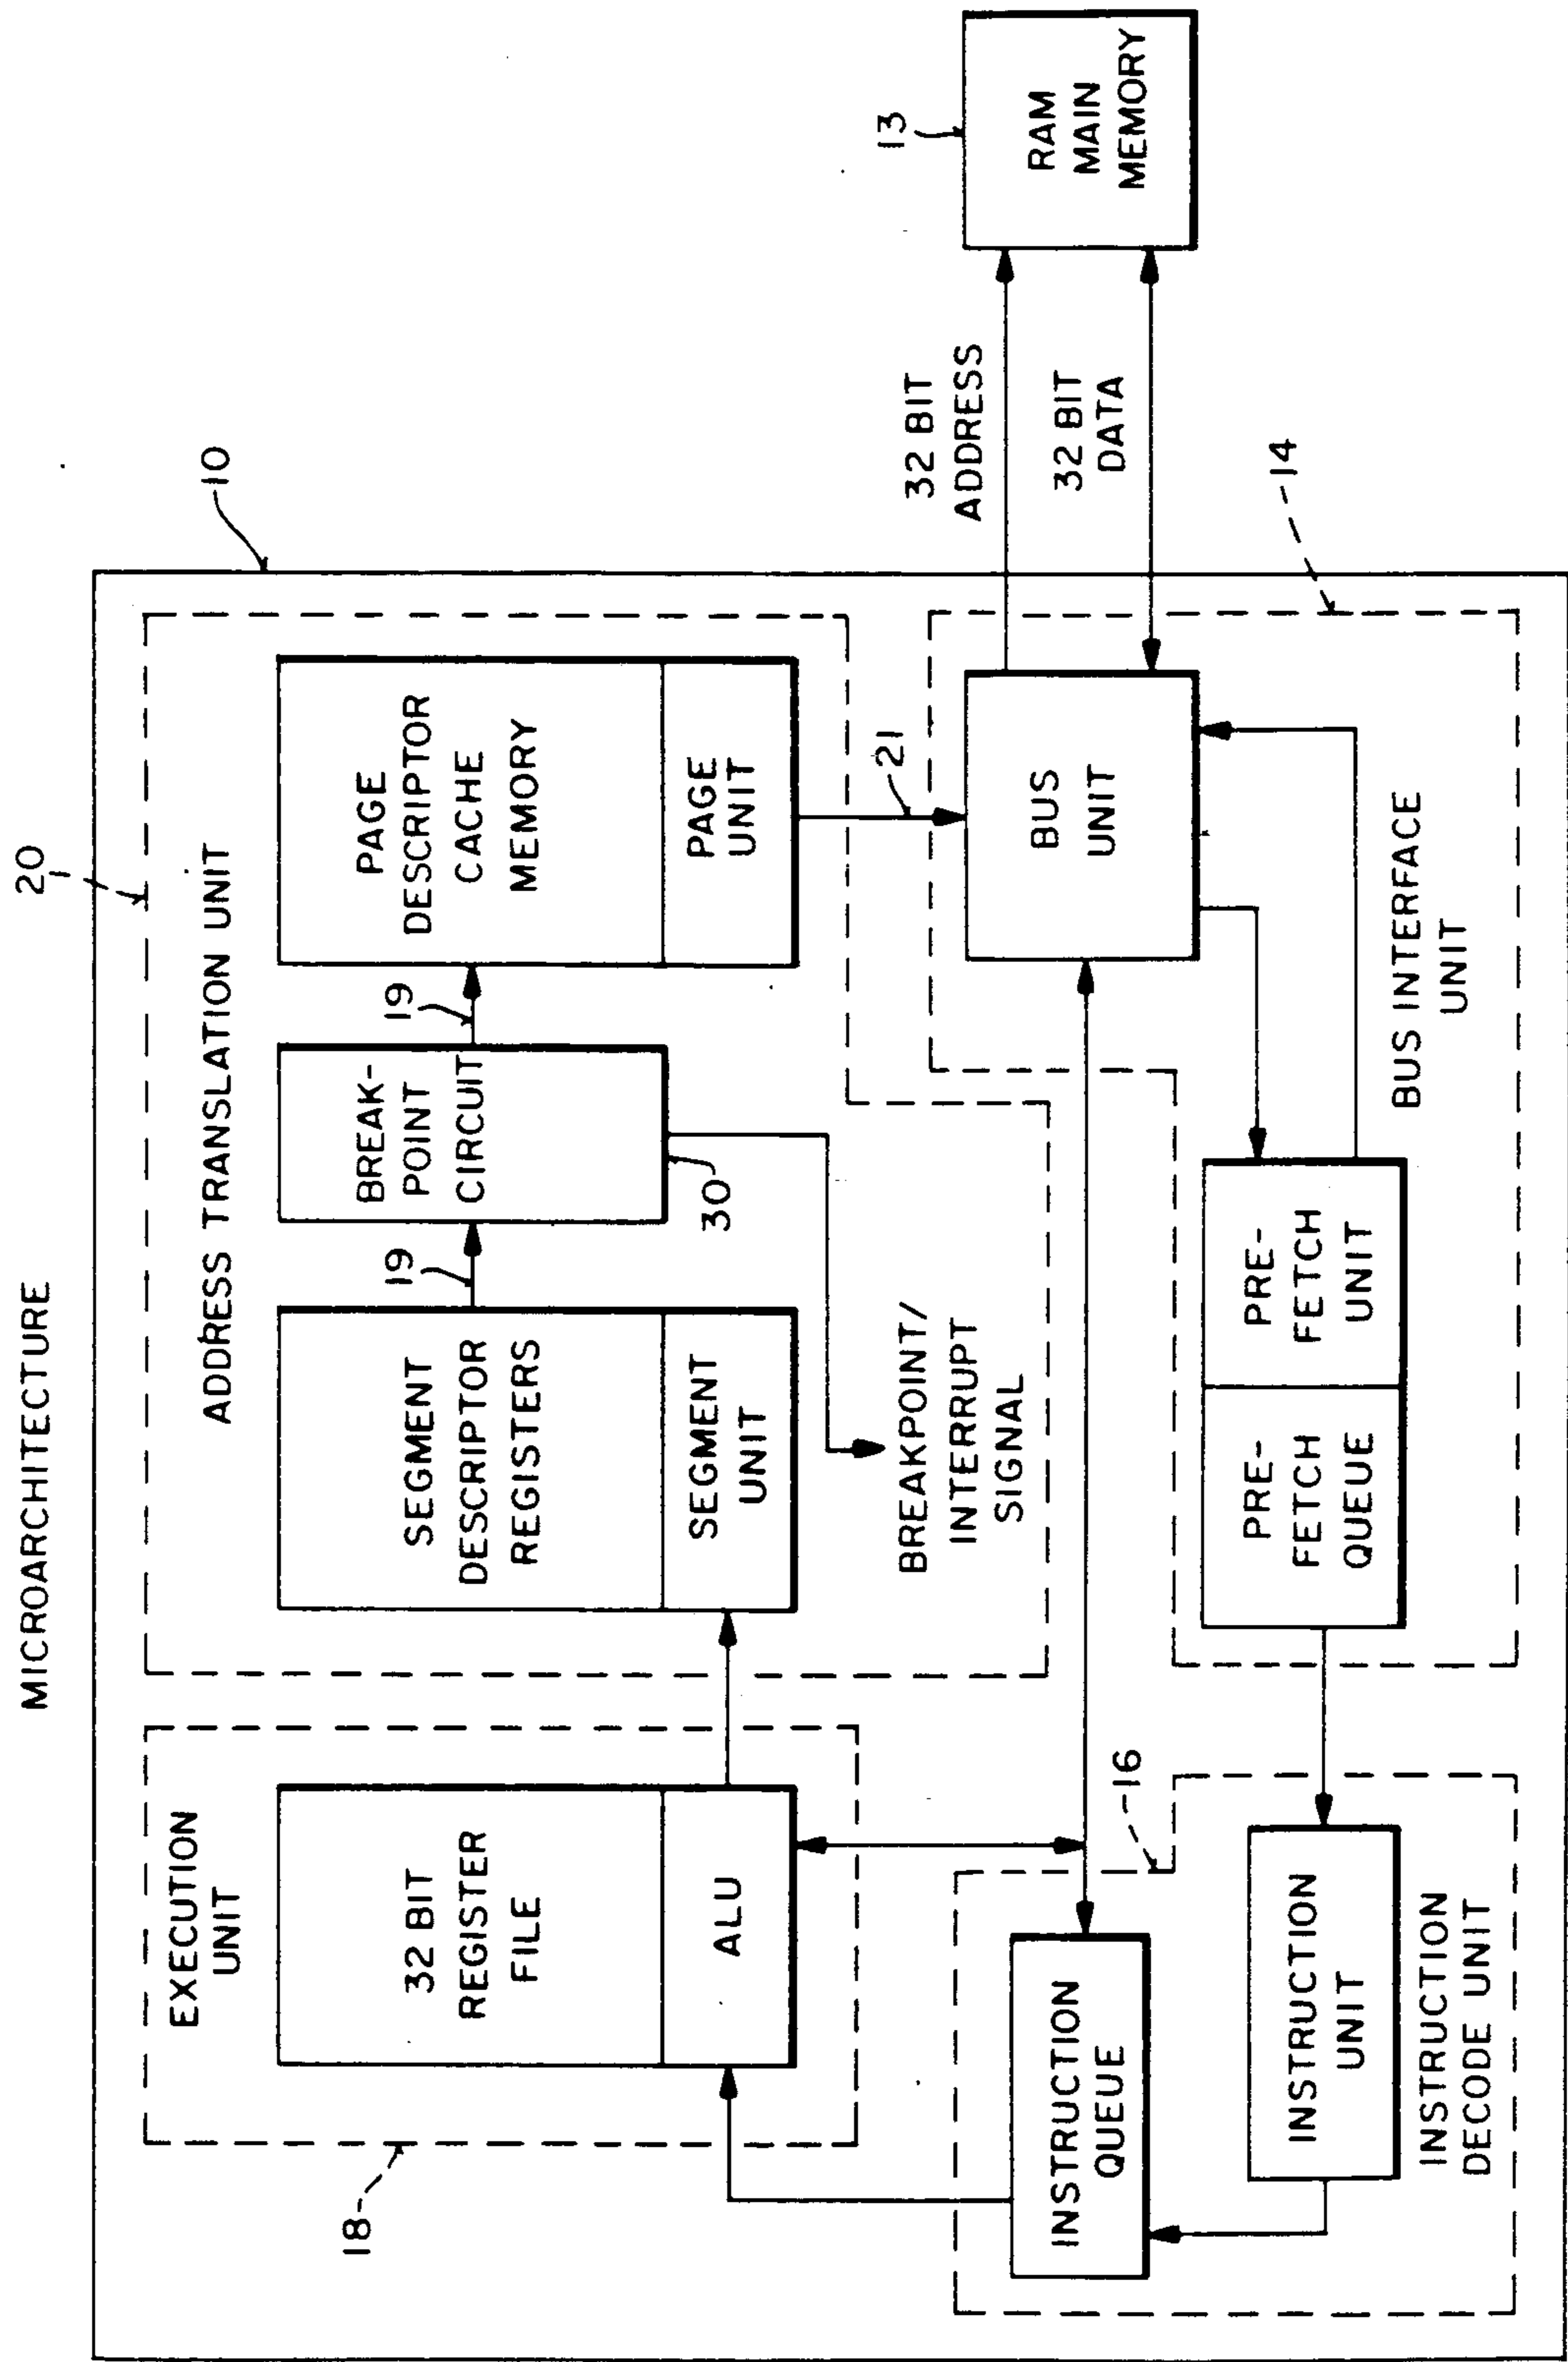 MICROARCHITECTURE
20
10
ADDRESS TRANSLATION UNIT
EXECUTION
UNIT
18
32 BIT
REGISTER
FILE
ALU
SEGMENT
DESCRIPTOR
REGISTERS
SEGMENT
UNIT
19
BREAK-
POINT
CIRCUIT
30
19
PAGE
DESCRIPTOR
CACHE
MEMORY
PAGE
UNIT
21
BREAKPOINT/
INTERRUPT
SIGNAL
32 BIT
ADDRESS
32 BIT
DATA
13
RAM
MAIN
MEMORY
16
INSTRUCTION
QUEUE
BUS
UNIT
14
INSTRUCTION
UNIT
INSTRUCTION
DECODE UNIT
PRE-
FETCH
QUEUE
PRE-
FETCH
UNIT
BUS INTERFACE
UNIT